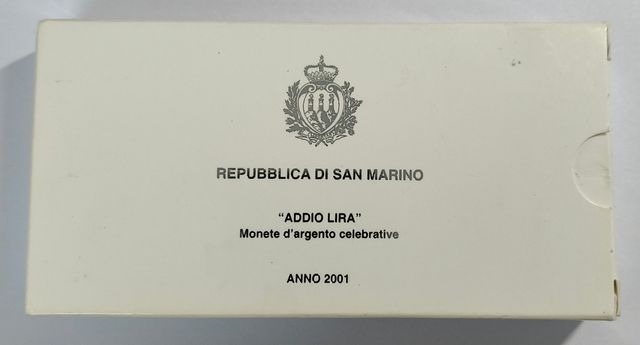 REPUBBLICA DI SAN MARINO
"ADDIO LIRA"
Monete d'argento celebrative
ANNO 2001